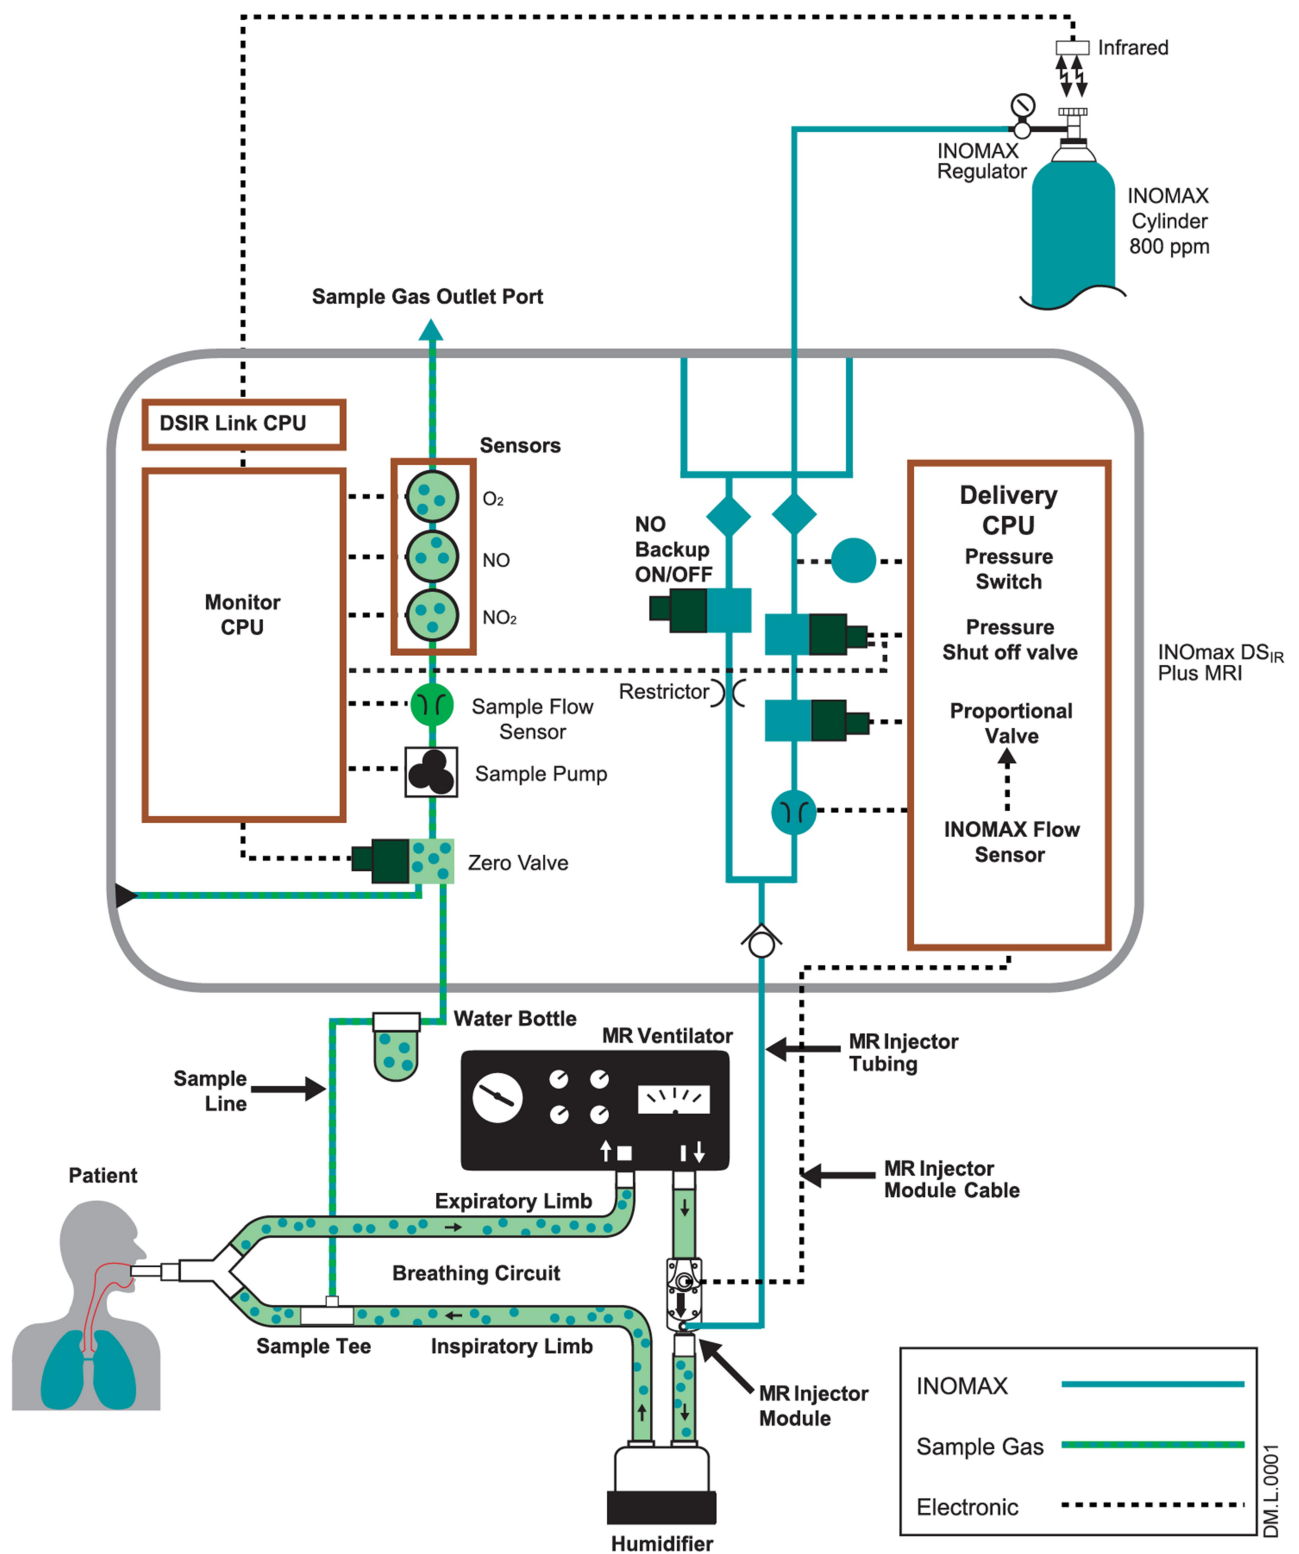 Infrared
INOMAX
Regulator
INOMAX
Cylinder
800 ppm
Sample Gas Outlet Port
DSIR Link CPU
Sensors
O2
NO
NO2
Monitor
CPU
NO
Backup
ON/OFF
Delivery
CPU
Pressure
Switch
Pressure
Shut off valve
Proportional
Valve
INOMAX Flow
Sensor
INOmax DSIR
Plus MRI
Restrictor
Sample Flow
Sensor
Sample Pump
Zero Valve
Water Bottle
MR Ventilator
MR Injector
Tubing
Sample
Line
MR Injector
Module Cable
Patient
Expiratory Limb
Breathing Circuit
Sample Tee
Inspiratory Limb
MR Injector
Module
Humidifier
INOMAX
Sample Gas
Electronic
DM.L.0001